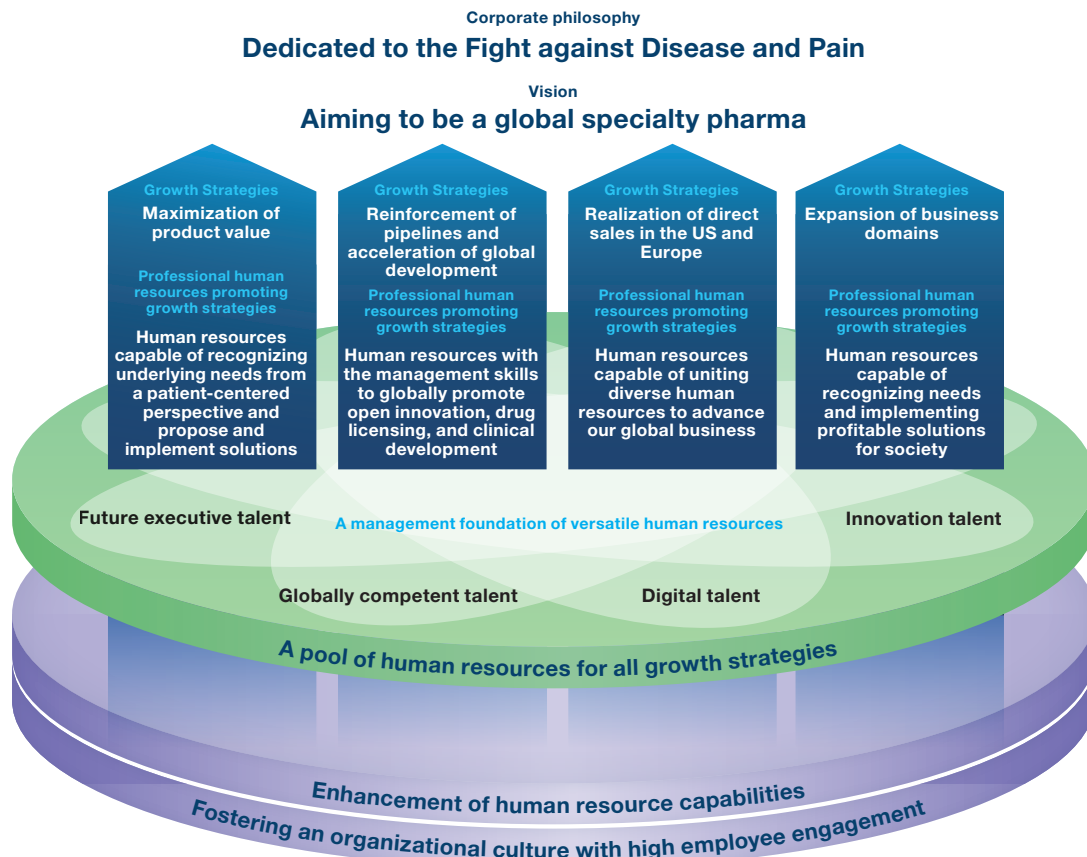 Corporate philosophy
Dedicated to the Fight against Disease and Pain
Vision
Aiming to be a global specialty pharma
Growth Strategies
Maximization of
product value
Professional human
resources promoting
growth strategies
Human resources
capable of recognizing
underlying needs from
a patient-centered
perspective and
propose and
implement solutions
Growth Strategies
Reinforcement of
pipelines and
acceleration of global
development
Professional human
resources promoting
growth strategies
Human resources with
the management skills
to globally promote
open innovation, drug
licensing, and clinical
development
Growth Strategies
Realization of direct
sales in the US and
Europe
Professional human
resources promoting
growth strategies
Human resources
capable of uniting
diverse human
resources to advance
our global business
Growth Strategies
Expansion of business
domains
Professional human
resources promoting
growth strategies
Human resources
capable of
recognizing needs
and implementing
profitable solutions
for society
Future executive talent
A management foundation of versatile human resources
Innovation talent
Globally competent talent
Digital talent
A pool of human resources for all growth strategies
Enhancement of human resource capabilities
Fostering an organizational culture with high employee engagement